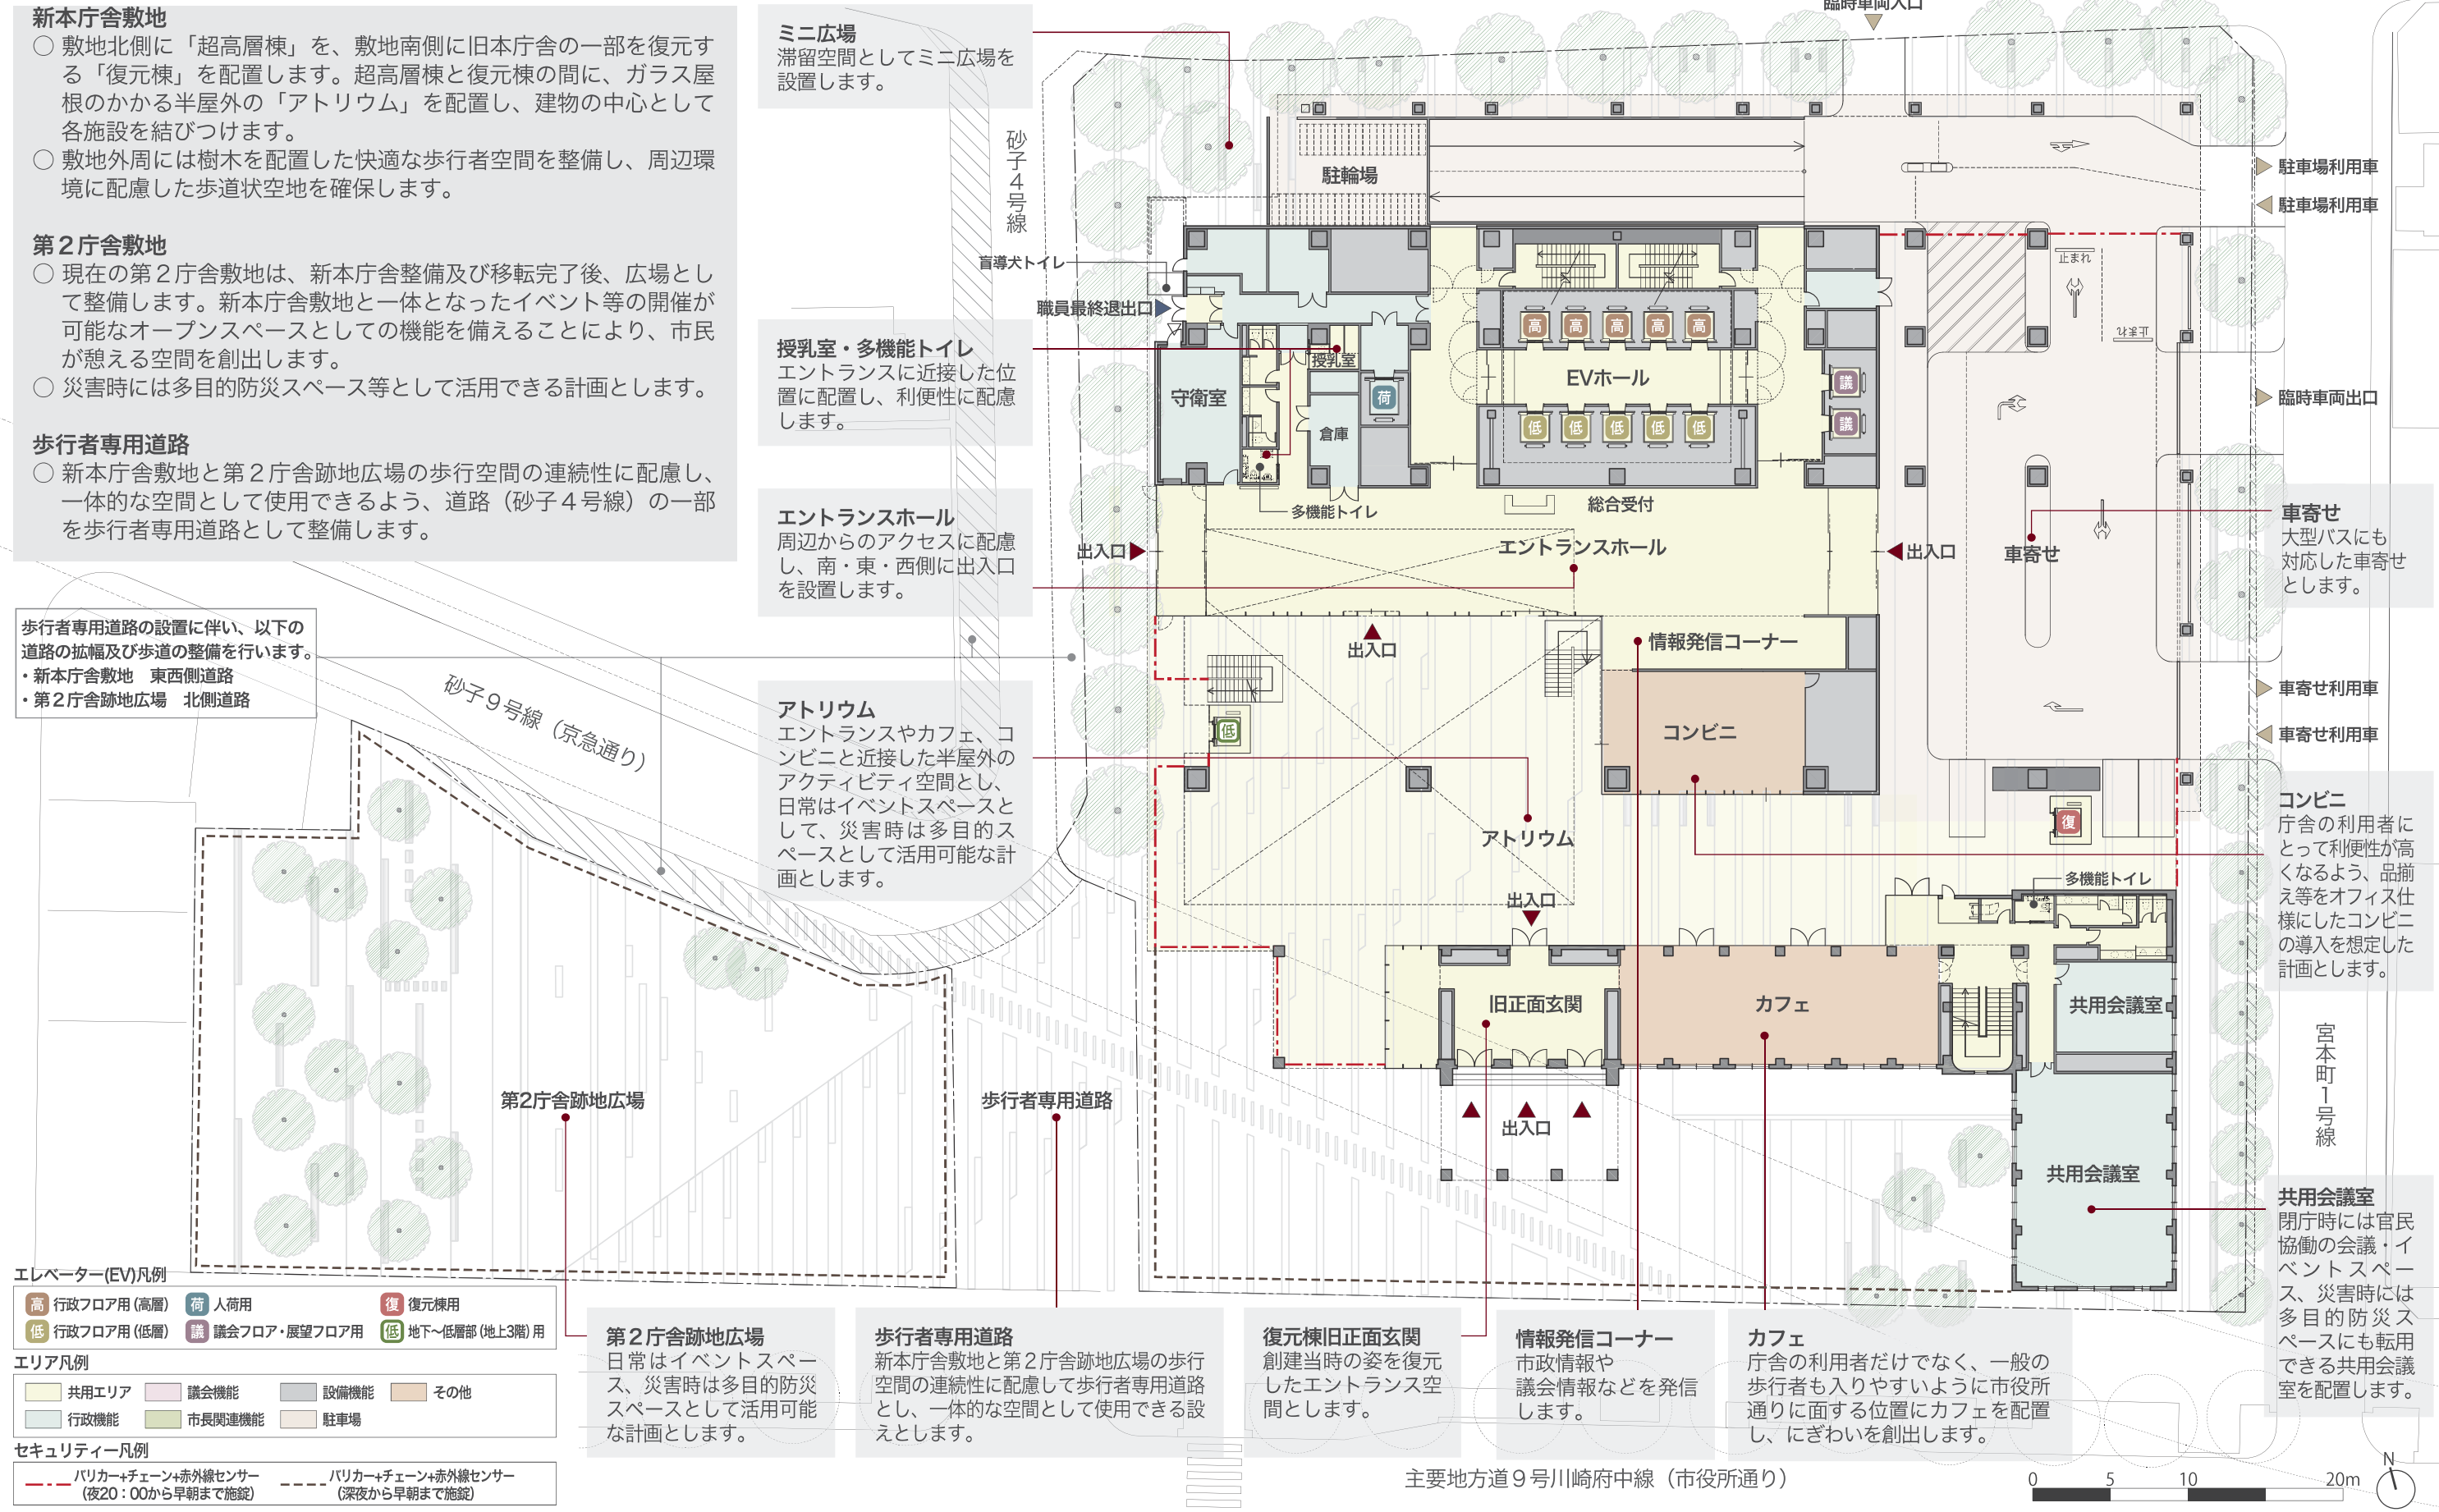 新本庁舎敷地
○ 敷地北側に「超高層棟」を、敷地南側に旧本庁舎の一部を復元す
る「復元棟」を配置します。超高層棟と復元棟の間に、ガラス屋
根のかかる半屋外の「アトリウム」を配置し、建物の中心として
各施設を結びつけます。
○ 敷地外周には樹木を配置した快適な歩行者空間を整備し、周辺環
境に配慮した歩道状空地を確保します。
第２庁舎敷地
○ 現在の第２庁舎敷地は、新本庁舎整備及び移転完了後、広場とし
て整備します。新本庁舎敷地と一体となったイベント等の開催が
可能なオープンスペースとしての機能を備えることにより、市民
が憩える空間を創出します。
○ 災害時には多目的防災スペース等として活用できる計画とします。
歩行者専用道路
○ 新本庁舎敷地と第２庁舎跡地広場の歩行空間の連続性に配慮し、
一体的な空間として使用できるよう、道路（砂子４号線）の一部
を歩行者専用道路として整備します。
歩行者専用道路の設置に伴い、以下の
道路の拡幅及び歩道の整備を行います。
・新本庁舎敷地　東西側道路
・第２庁舎跡地広場　北側道路
砂子９号線（京急通り）
ミニ広場
滞留空間としてミニ広場を
設置します。
砂子４号線
盲導犬トイレ
職員最終退出口
授乳室・多機能トイレ
エントランスに近接した位
置に配置し、利便性に配慮
します。
エントランスホール
周辺からのアクセスに配慮
し、南・東・西側に出入口
を設置します。
アトリウム
エントランスやカフェ、コ
ンビニと近接した半屋外の
アクティビティ空間とし、
日常はイベントスペースと
して、災害時は多目的ス
ペースとして活用可能な計
画とします。
臨時車両入口
駐輪場
駐車場利用車
駐車場利用車
止まれ
止まれ
臨時車両出口
授乳室
守衛室
倉庫
荷
高 高 高 高 高
EVホール
低 低 低 低 低
議
議
多機能トイレ
総合受付
出入口
エントランスホール
出入口
車寄せ
車寄せ
大型バスにも
対応した車寄せ
とします。
出入口
情報発信コーナー
低
コンビニ
車寄せ利用車
車寄せ利用車
アトリウム
復
コンビニ
庁舎の利用者に
とって利便性が高
くなるよう、品揃
え等をオフィス仕
様にしたコンビニ
の導入を想定した
計画とします。
多機能トイレ
出入口
旧正面玄関
カフェ
共用会議室
宮本町１号線
第2庁舎跡地広場
歩行者専用道路
出入口
共用会議室
共用会議室
閉庁時には官民
協働の会議・イ
ベントスペー
ス、災害時には
多目的防災ス
ペースにも転用
できる共用会議
室を配置します。
エレベーター(EV)凡例
高 行政フロア用（高層） 荷 人荷用 復 復元棟用
低 行政フロア用（低層） 議 議会フロア・展望フロア用 低 地下〜低層部（地上3階）用
エリア凡例
共用エリア 議会機能 設備機能 その他
行政機能 市長関連機能 駐車場
セキュリティー凡例
バリカー+チェーン+赤外線センサー
（夜20：00から早朝まで施錠）
バリカー+チェーン+赤外線センサー
（深夜から早朝まで施錠）
第２庁舎跡地広場
日常はイベントスペー
ス、災害時は多目的防災
スペースとして活用可能
な計画とします。
歩行者専用道路
新本庁舎敷地と第２庁舎跡地広場の歩行
空間の連続性に配慮して歩行者専用道路
とし、一体的な空間として使用できる設
えとします。
復元棟旧正面玄関
創建当時の姿を復元
したエントランス空
間とします。
情報発信コーナー
市政情報や
議会情報などを発信
します。
カフェ
庁舎の利用者だけでなく、一般の
歩行者も入りやすいように市役所
通りに面する位置にカフェを配置
し、にぎわいを創出します。
主要地方道９号川崎府中線（市役所通り）
0 5 10 20m
N